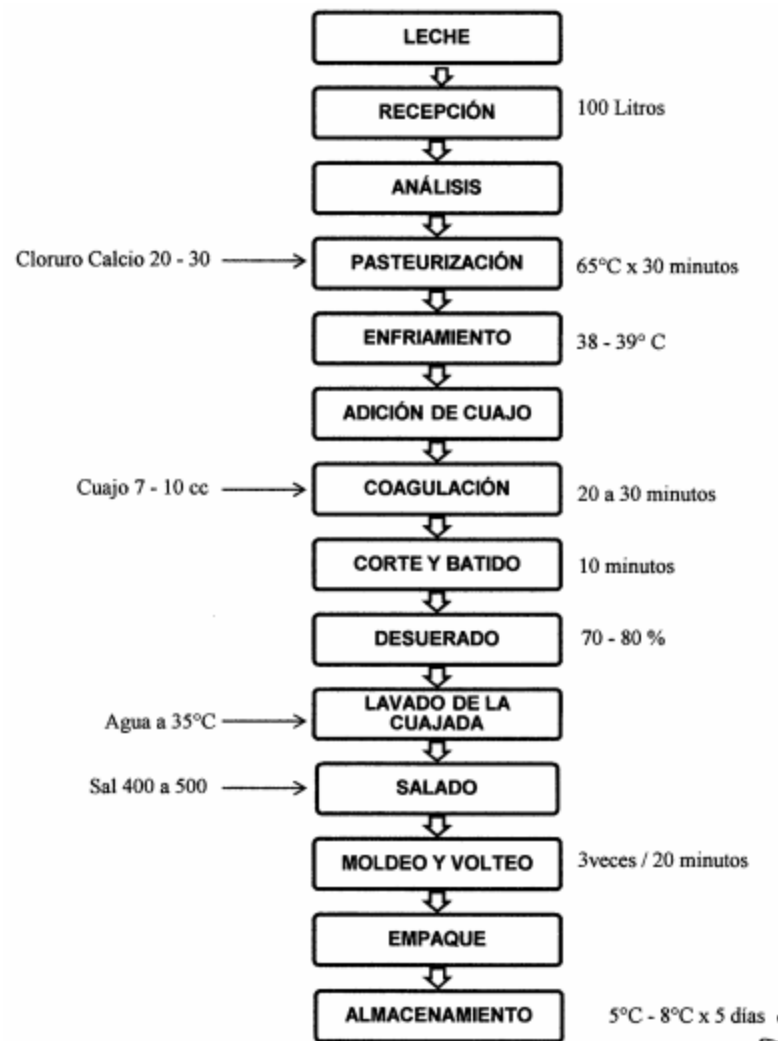 LECHE
RECEPCIÓN
100 Litros
ANÁLISIS
Cloruro Calcio 20 - 30
PASTEURIZACIÓN
65°C x 30 minutos
ENFRIAMIENTO
38 - 39° C
ADICIÓN DE CUAJO
Cuajo 7 - 10 cc
COAGULACIÓN
20 a 30 minutos
CORTE Y BATIDO
10 minutos
DESUERADO
70 - 80 %
LAVADO DE LA
CUAJADA
Agua a 35°C
Sal 400 a 500
SALADO
MOLDEO Y VOLTEO
3veces / 20 minutos
EMPAQUE
ALMACENAMIENTO
5°C - 8°C x 5 días